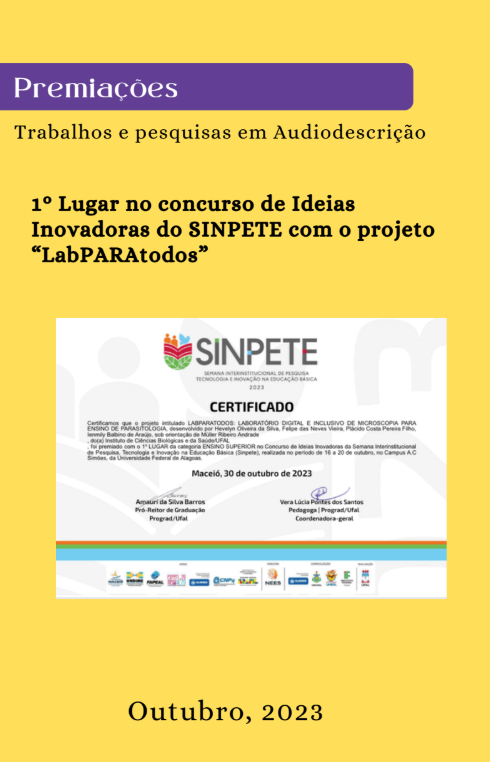 Premiações
Trabalhos e pesquisas em Audiodescrição
1º Lugar no concurso de Ideias
Inovadoras do SINPETE com o projeto
“LabPARAtodos”
SINPETE
SEMANA INTERINSTITUCIONAL DE PESQUISA
TECNOLOGIA E INOVAÇÃO NA EDUCAÇÃO BÁSICA
2023
CERTIFICADO
Certificamos que o projeto intitulado LABPARATODOS: LABORATÓRIO DIGITAL E INCLUSIVO DE MICROSCOPIA PARA
ENSINO DE PARASITOLOGIA, desenvolvido por Hevelyn Oliveira da Silva, Felipe das Neves Vieira, Plácido Costa Pereira Filho,
Balbino de Araújo, sob orientação de Müller Ribeiro Andrade
, do(a) Instituto de Ciências Biológicas e da Saúde/UFAL
, foi premiado com o 1º LUGAR da categoria ENSINO SUPERIOR no Concurso de Ideias Inovadoras da Semana Interinstitucional
de Pesquisa, Tecnologia e Inovação na Educação Básica (Sinpete), realizada no período de 16 a 20 de outubro, no Campus A.C
Simões, da Universidade Federal de Alagoas.
Maceió, 30 de outubro de 2023
Amauri da Silva Barros
Pró-Reitor de Graduação
Prograd/Ufal
Vera Lúcia Pontes dos Santos
Pedagoga | Prograd/Ufal
Coordenadora-geral
FAPEAL
CNPq
NEES
Outubro, 2023